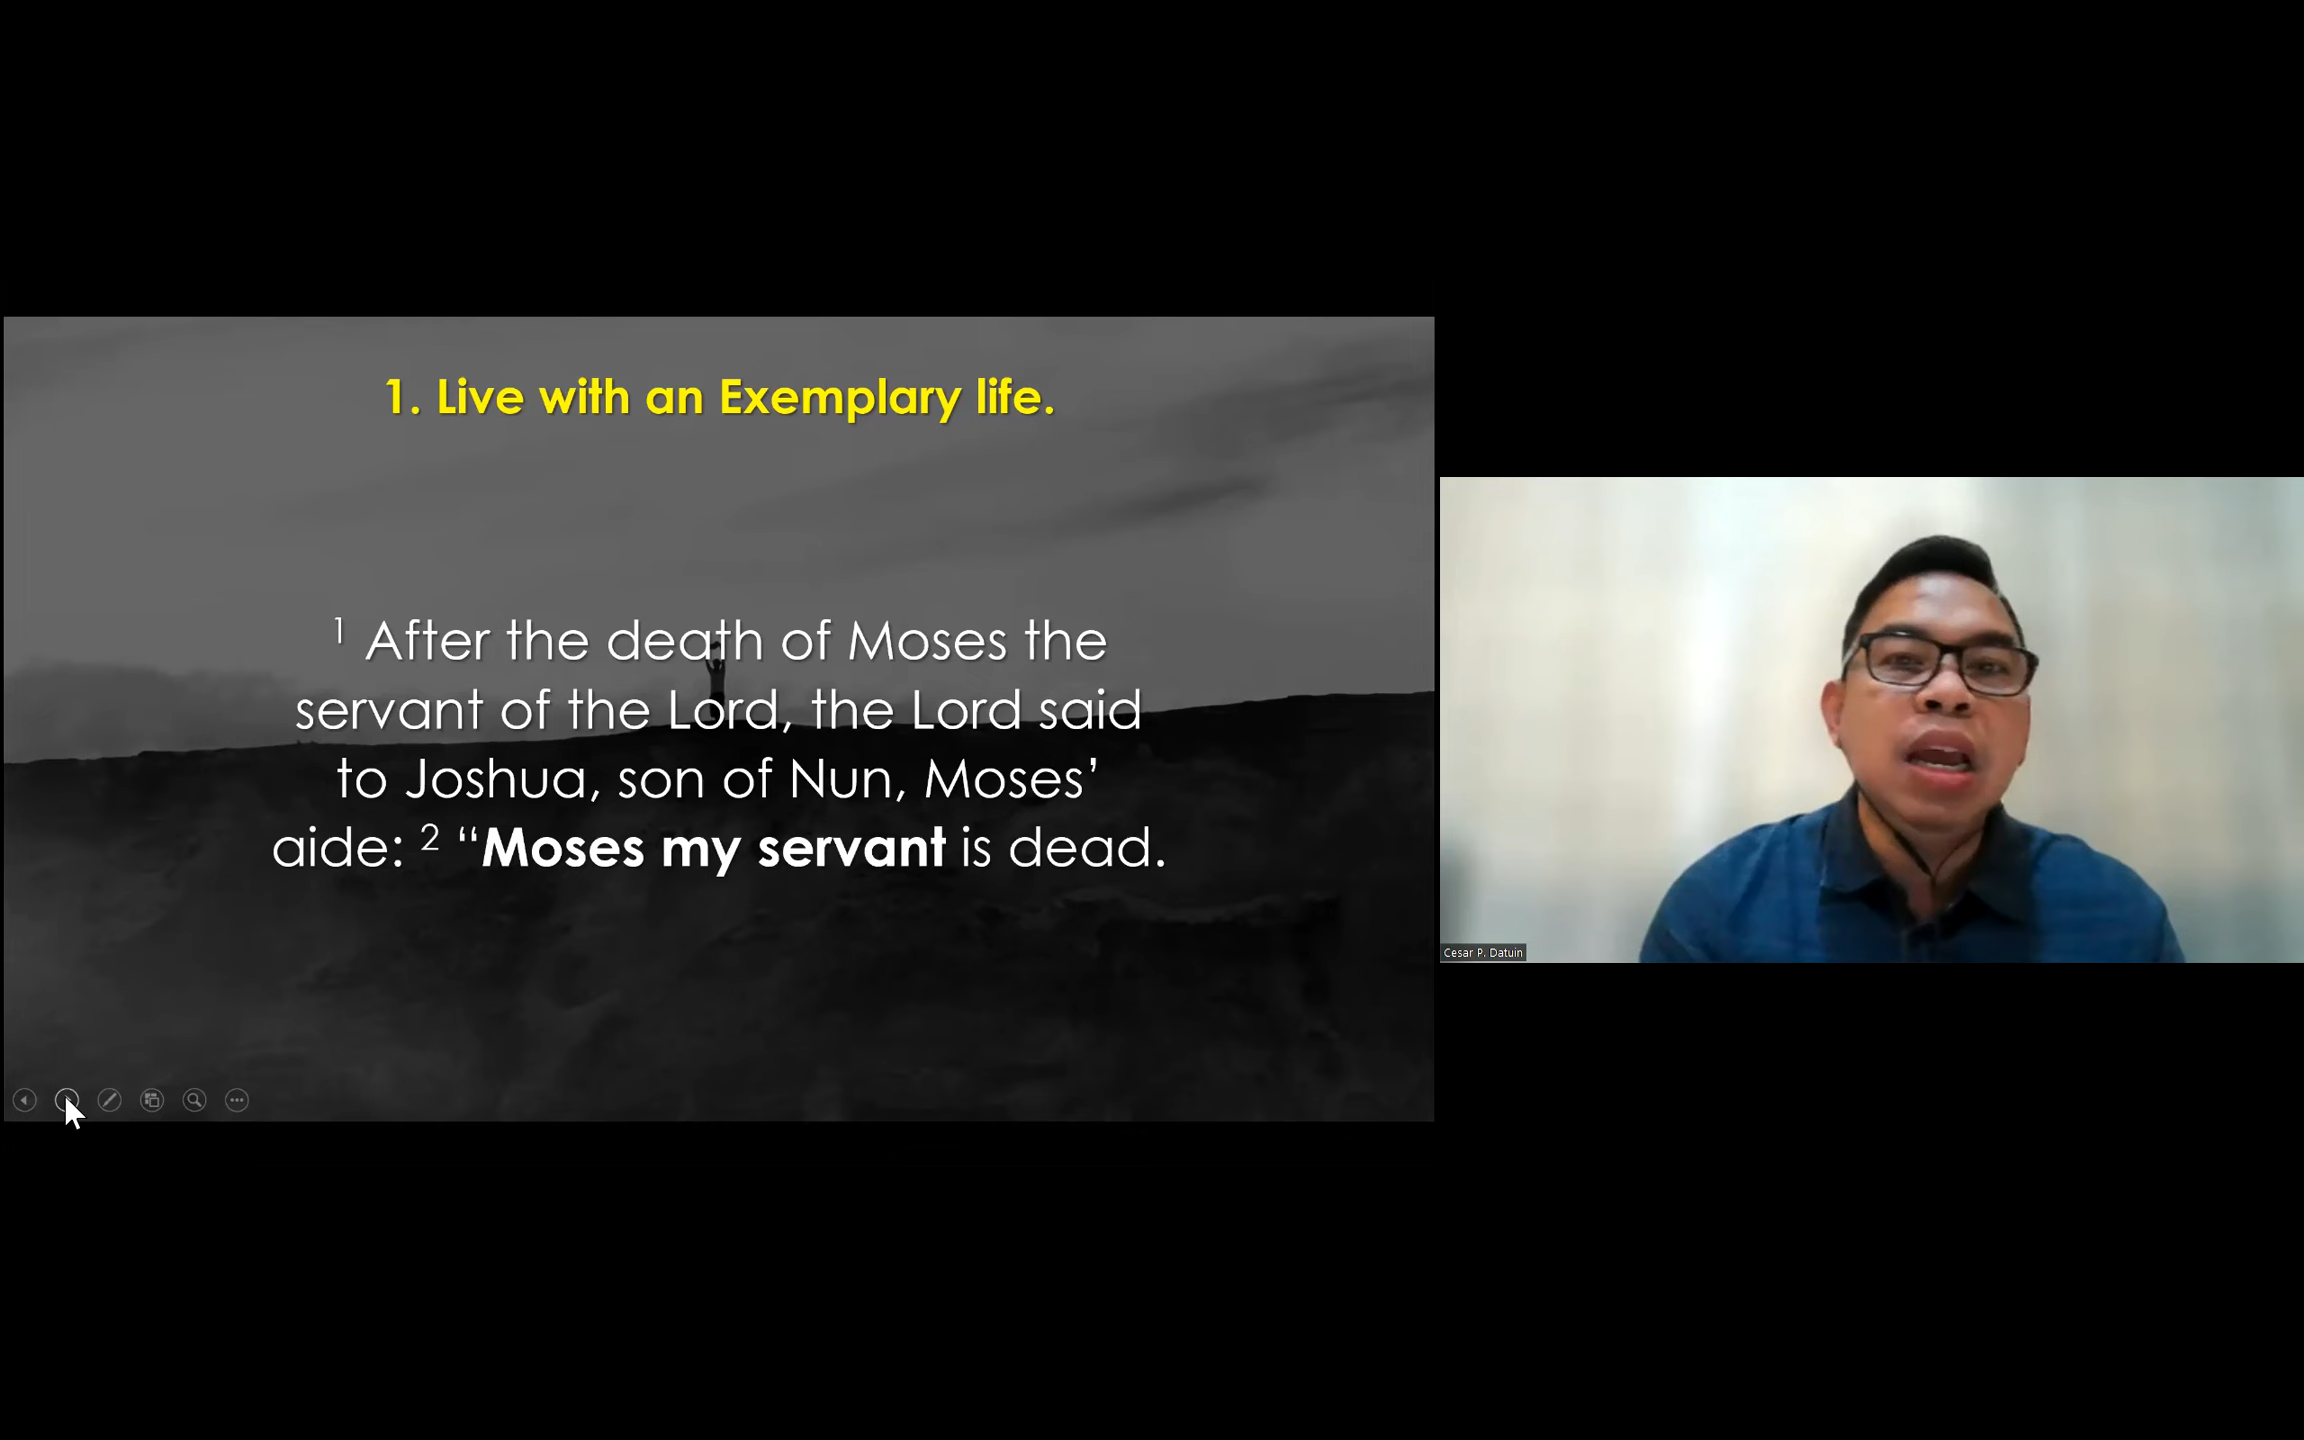 1. Live with an Exemplary life.
1 After the death of Moses the
servant of the Lord, the Lord said
to Joshua, son of Nun, Moses’
aide: 2 “Moses my servant is dead.
Cesar P. Datuin